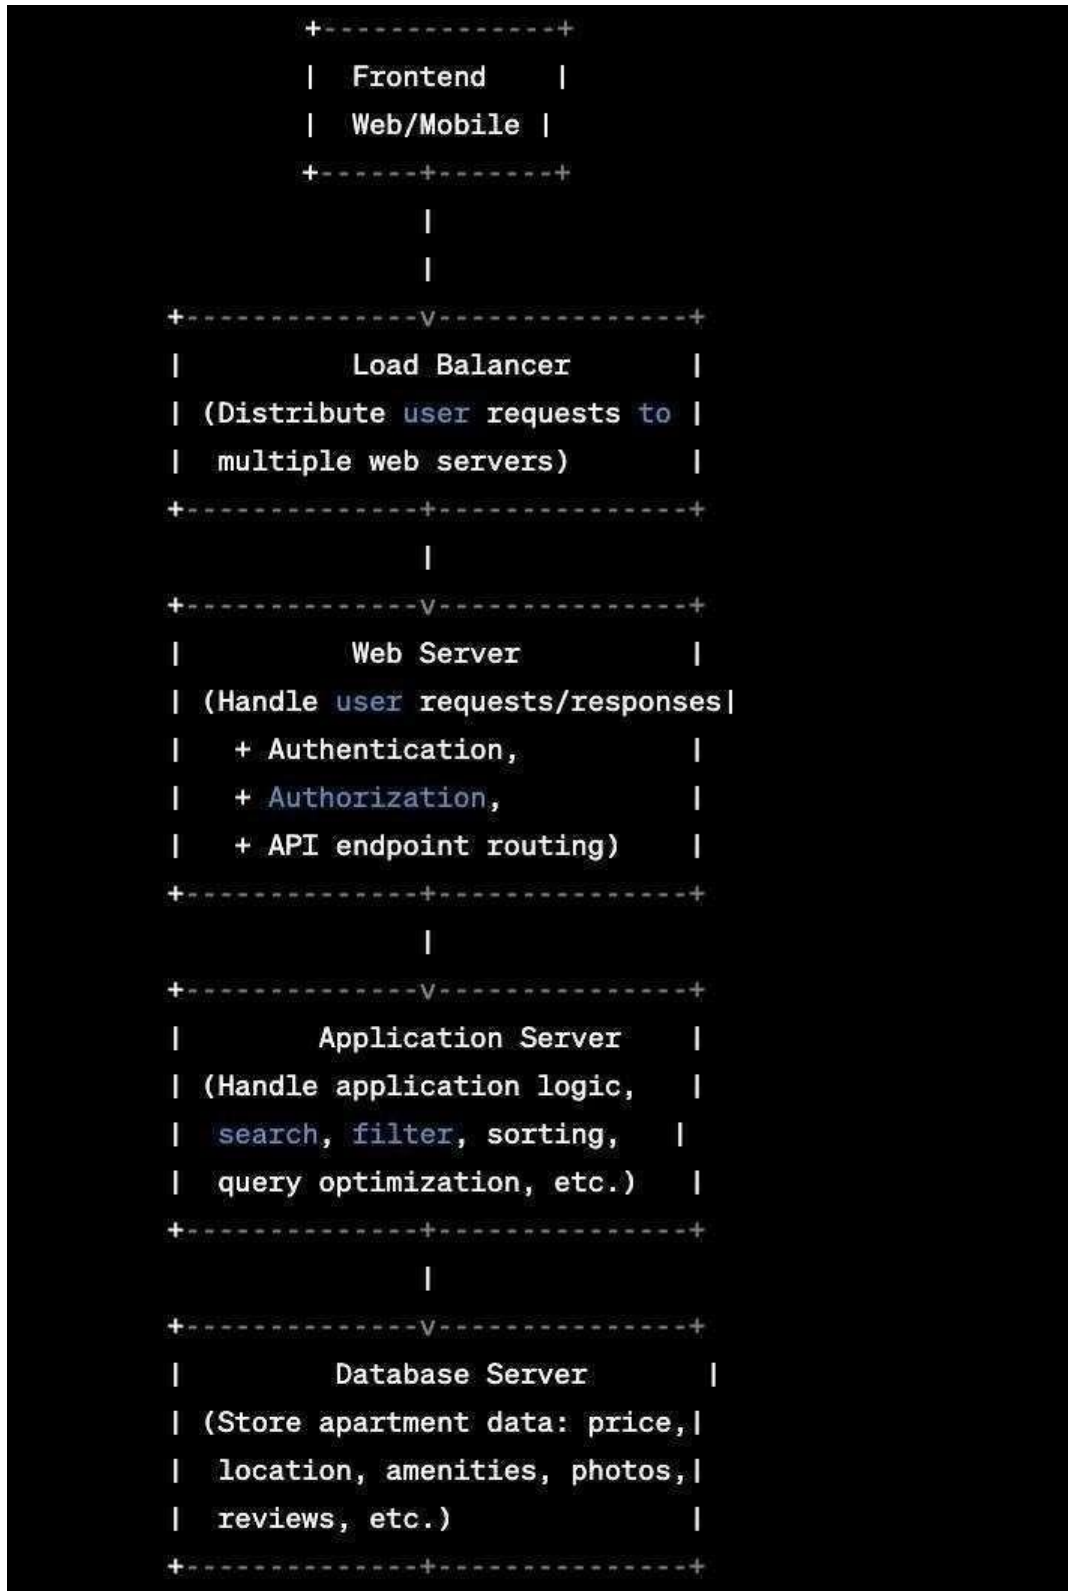 +--------------+
|  Frontend    |
|  Web/Mobile |
+------+-------+
|
|
+--------------v---------------+
|          Load Balancer       |
| (Distribute user requests to |
|  multiple web servers)       |
+--------------+---------------+
|
+--------------v---------------+
|          Web Server          |
| (Handle user requests/responses|
|   + Authentication,          |
|   + Authorization,           |
|   + API endpoint routing)    |
+--------------+---------------+
|
+--------------v---------------+
|        Application Server    |
| (Handle application logic,   |
|  search, filter, sorting,   |
|  query optimization, etc.)   |
+--------------+---------------+
|
+--------------v---------------+
|         Database Server       |
| (Store apartment data: price,|
|  location, amenities, photos,|
|  reviews, etc.)              |
+--------------+---------------+